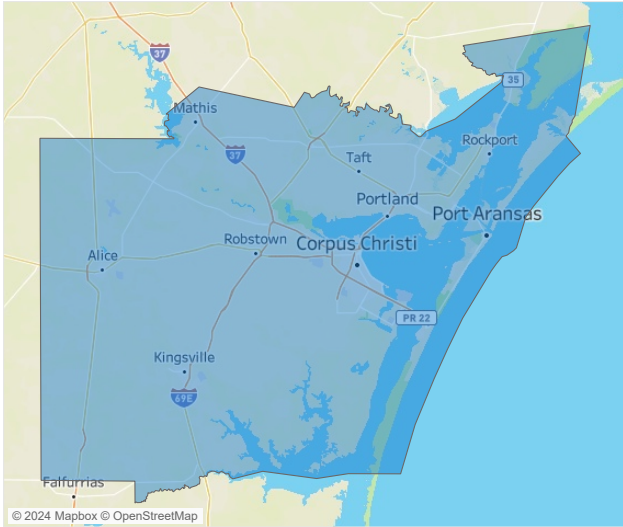 37
Mathis
35
37
Rockport
Taft
Portland
Port Aransas
Robstown
Corpus Christi
Alice
PR 22
Kingsville
69E
Falfurrias
© 2024 Mapbox © OpenStreetMap